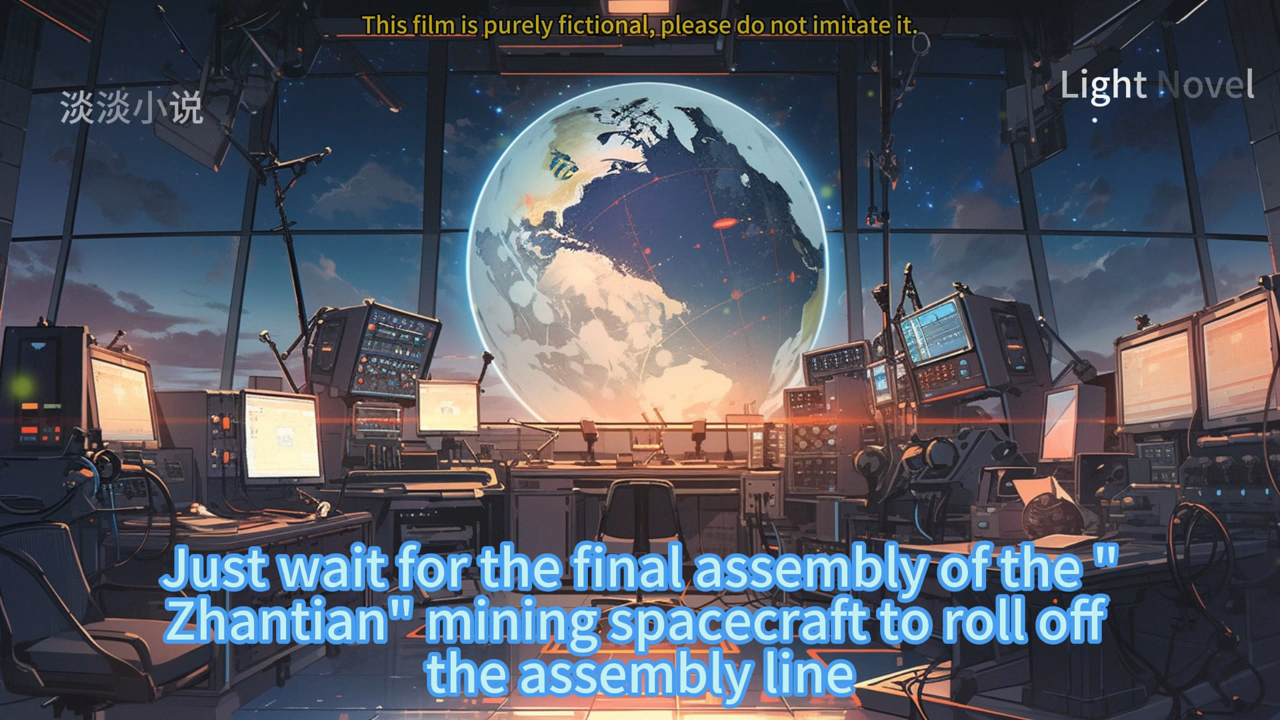 This film is purely fictional, please do not imitate it.
淡淡小说
Light Novel
Just wait for the final assembly of the "
Zhantian" mining spacecraft to roll off
the assembly line